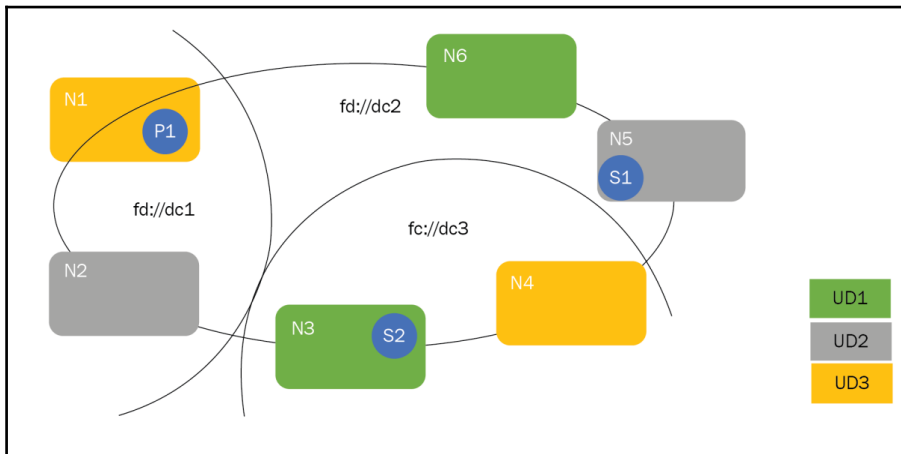 N6
N1
fd://dc2
P1
N5
S1
fd://dc1
fc://dc3
N2
N4
N3
S2
UD1
UD2
UD3